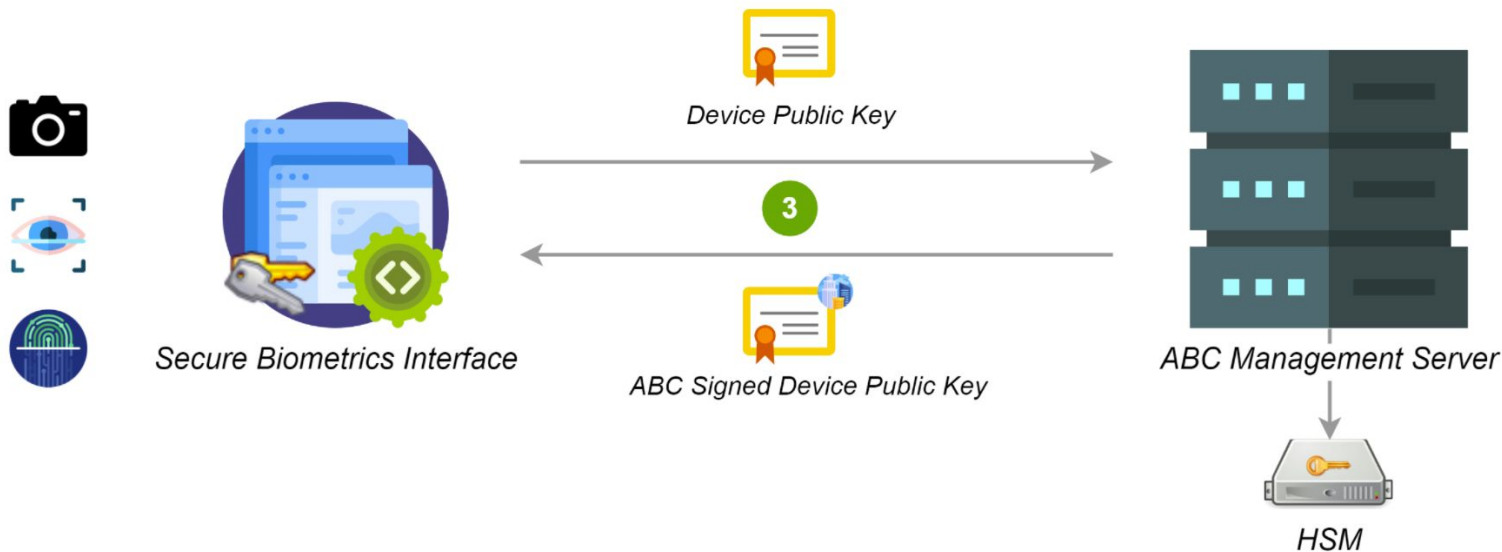 Device Public Key
3
Secure Biometrics Interface
ABC Signed Device Public Key
ABC Management Server
HSM